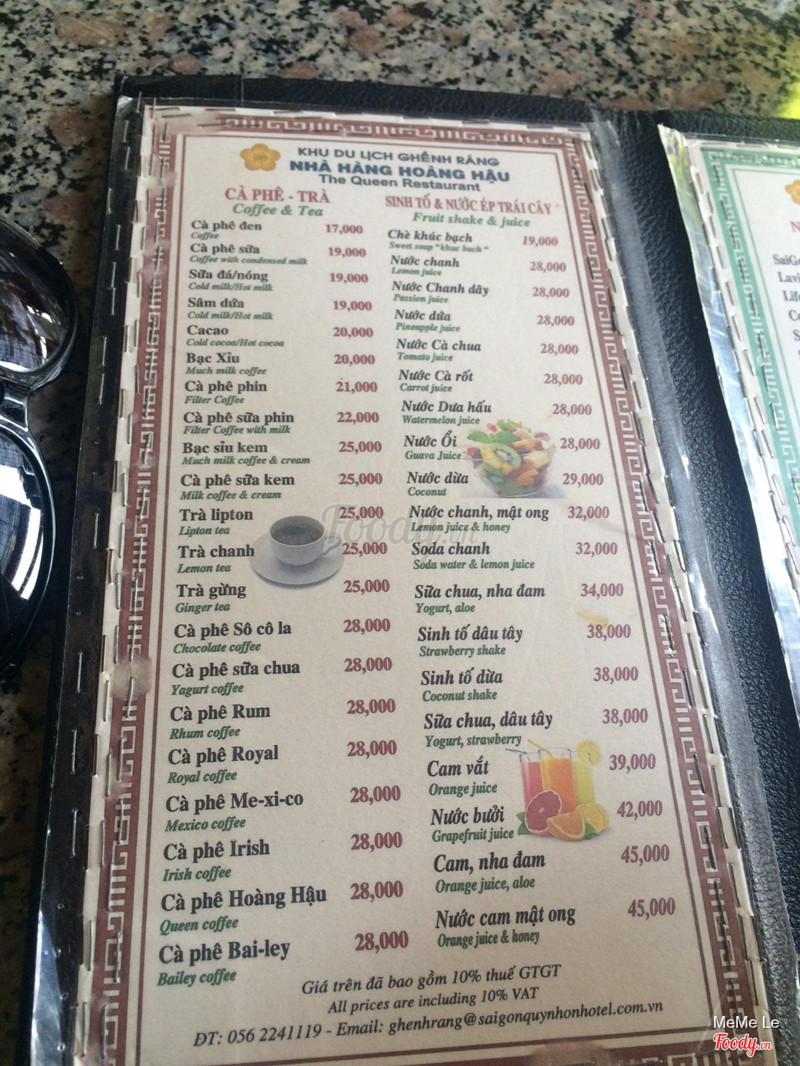 KHU DU LỊCH GHỀNH RÁNG
NHÀ HÀNG HOÀNG HẬU
The Queen Restaurant
CÀ PHÊ - TRÀ
Coffee & Tea
Cà phê đen 17,000
Coffee
Cà phê sữa 19,000
Coffee with condensed milk
Sữa đá/nóng 19,000
Cold milk/Hot milk
Sâm dứa 19,000
Cold milk/Hot milk
Cacao 20,000
Cold cocoa/Hot cocoa
Bạc Xỉu 20,000
Much milk coffee
Cà phê phin 21,000
Filter Coffee
Cà phê sữa phin 22,000
Filter Coffee with milk
Bạc sỉu kem 25,000
Much milk coffee & cream
Cà phê sữa kem 25,000
Milk coffee & cream
Trà lipton 25,000
Lipton tea
Trà chanh 25,000
Lemon tea
Trà gừng 25,000
Ginger tea
Cà phê Sô cô la 28,000
Chocolate coffee
Cà phê sữa chua 28,000
Yagurt coffee
Cà phê Rum 28,000
Rhum coffee
Cà phê Royal 28,000
Royal coffee
Cà phê Me-xi-co 28,000
Mexico coffee
Cà phê Irish 28,000
Irish coffee
Cà phê Hoàng Hậu 28,000
Queen coffee
Cà phê Bai-ley 28,000
Bailey coffee
SINH TỐ & NƯỚC ÉP TRÁI CÂY
Fruit shake & juice
Chè khúc bạch 19,000
Sweet soup "khuc bach"
Nước chanh 28,000
Lemon juice
Nước Chanh dây 28,000
Passion juice
Nước dứa 28,000
Pineapple juice
Nước Cà chua 28,000
Tomato juice
Nước Cà rốt 28,000
Carrot juice
Nước Dưa hấu 28,000
Watermelon juice
Nước Ổi 28,000
Guava Juice
Nước dừa 29,000
Coconut
Nước chanh, mật ong 32,000
Lemon juice & honey
Soda chanh 32,000
Soda water & lemon juice
Sữa chua, nha đam 34,000
Yogurt, aloe
Sinh tố dâu tây 38,000
Strawberry shake
Sinh tố dừa 38,000
Coconut shake
Sữa chua, dâu tây 38,000
Yogurt, strawberry
Cam vắt 39,000
Orange juice
Nước bưởi 42,000
Grapefruit juice
Cam, nha đam 45,000
Orange juice, aloe
Nước cam mật ong 45,000
Orange juice & honey
Giá trên đã bao gồm 10% thuế GTGT
All prices are including 10% VAT
ĐT: 056 2241119 - Email: ghenhrang@saigonquynhonhotel.com.vn
Foody.vn
MeMe Le
Foody.vn